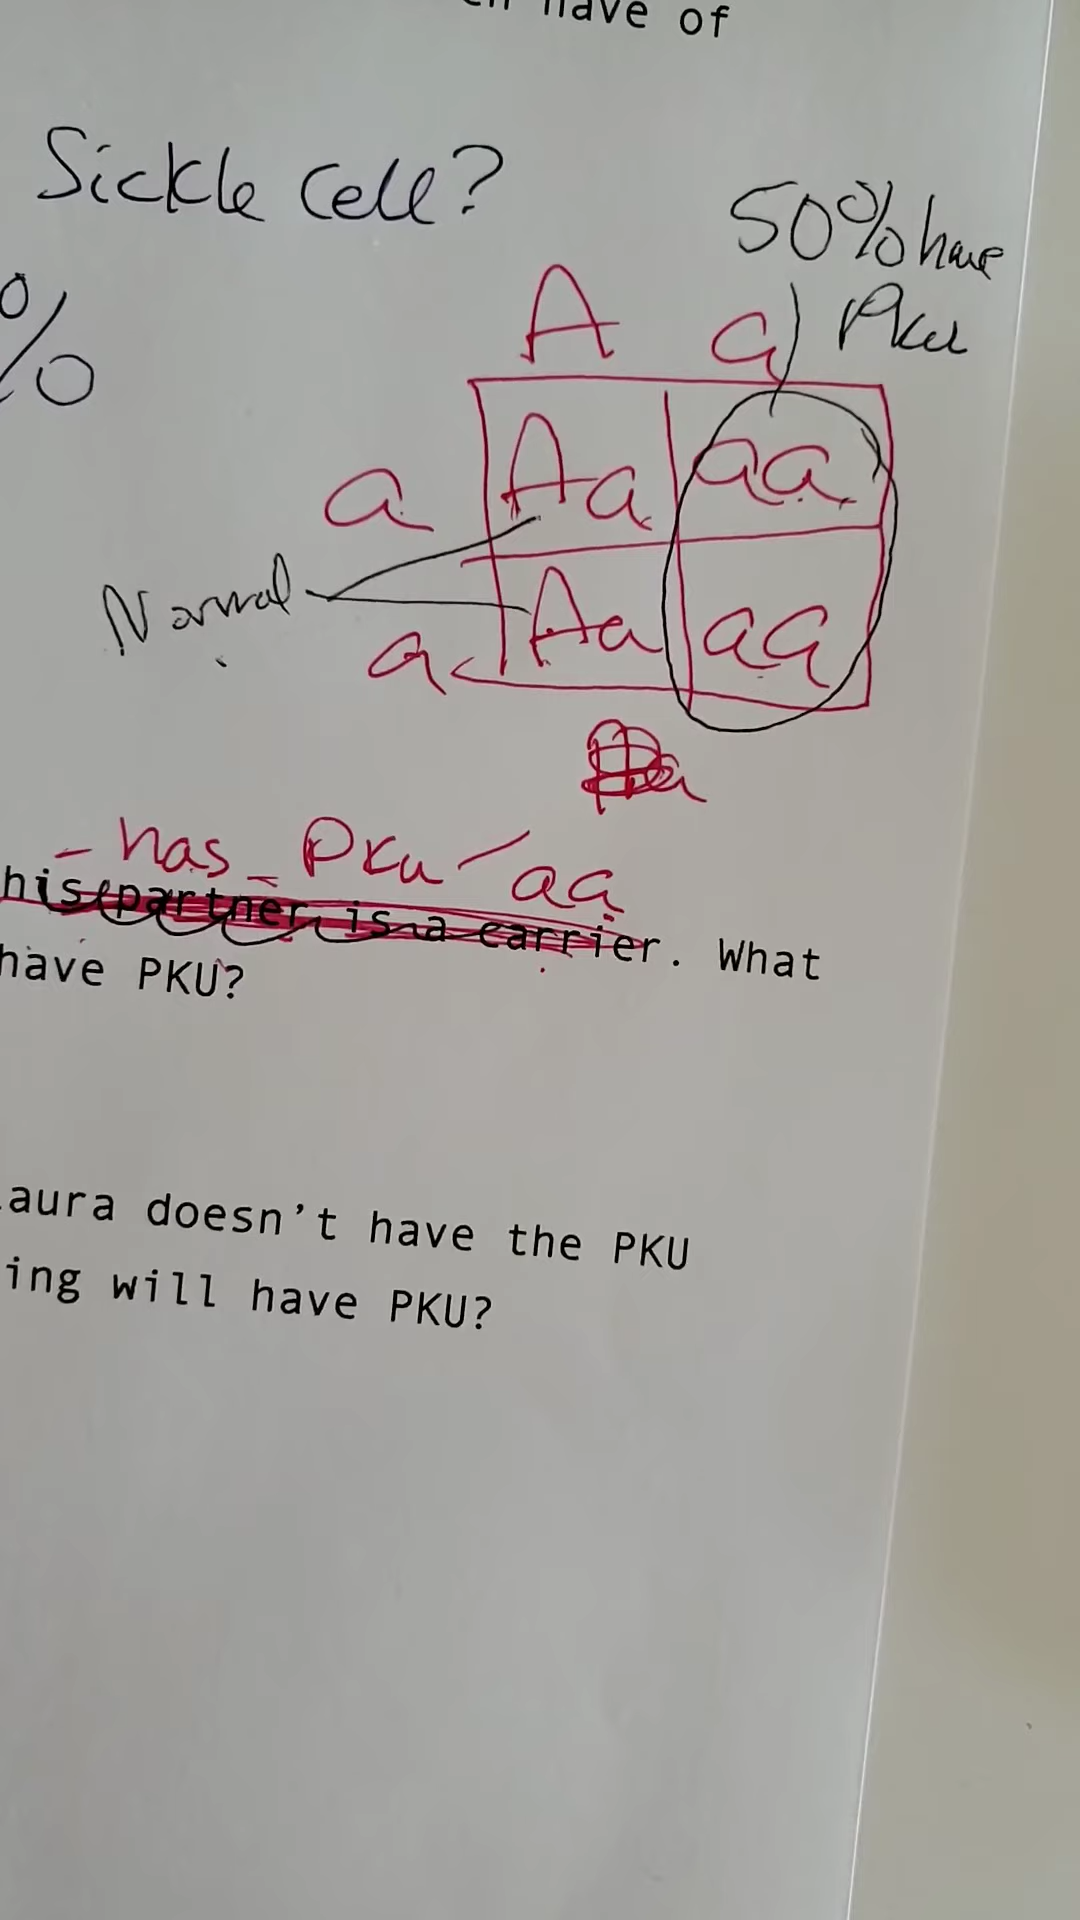 have of
Sickle Cell?
50% have
PKU
%
A a
a Aa aa
Normal
a Aa aa
- has PKU / aa
his partner is a carrier. What
have PKU?
aura doesn't have the PKU
ing will have PKU?